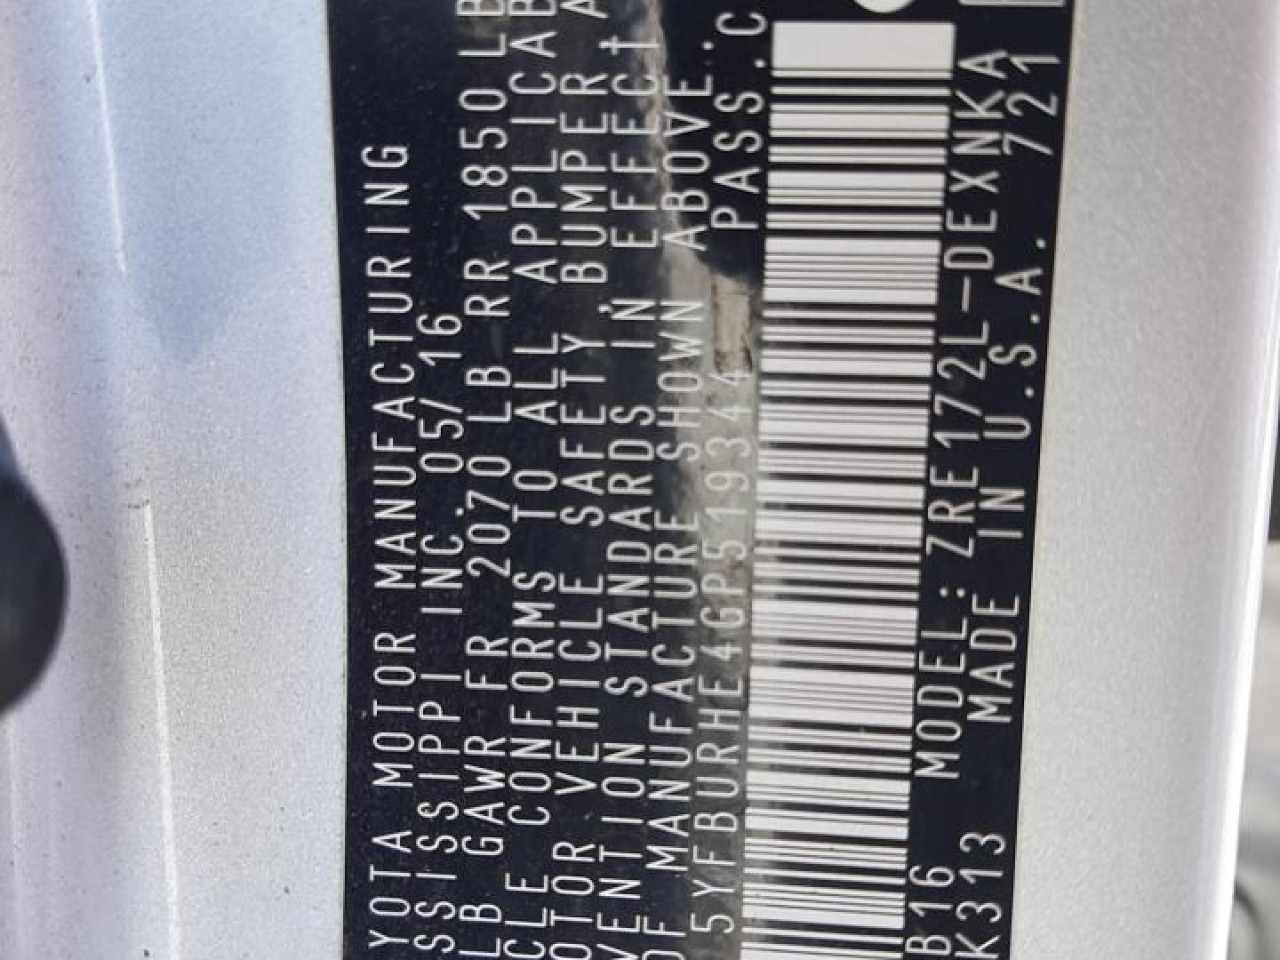 YOTA MOTOR MANUFACTURING
SSISSIPPI INC. 05/16
LB GAWR FR 2070 LB RR 1850 LB
CLE CONFORMS TO ALL APPLICAB
OTOR VEHICLE SAFETY, BUMPER A
VENTION STANDARDS IN EFFECT
OF MANUFACTURE SHOWN ABOVE.
5YFBURHE4GP519344 PASS.C
B16 MODEL: ZRE172L-DEXNKA
K313 MADE IN U.S.A. 721